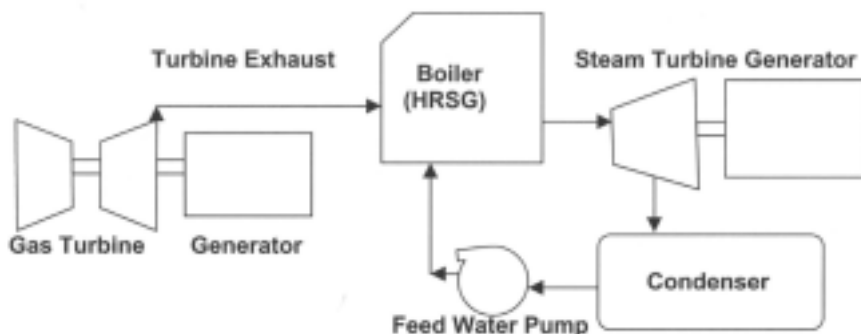 Turbine Exhaust
Boiler
(HRSG)
Steam Turbine Generator
Gas Turbine
Generator
Condenser
Feed Water Pump